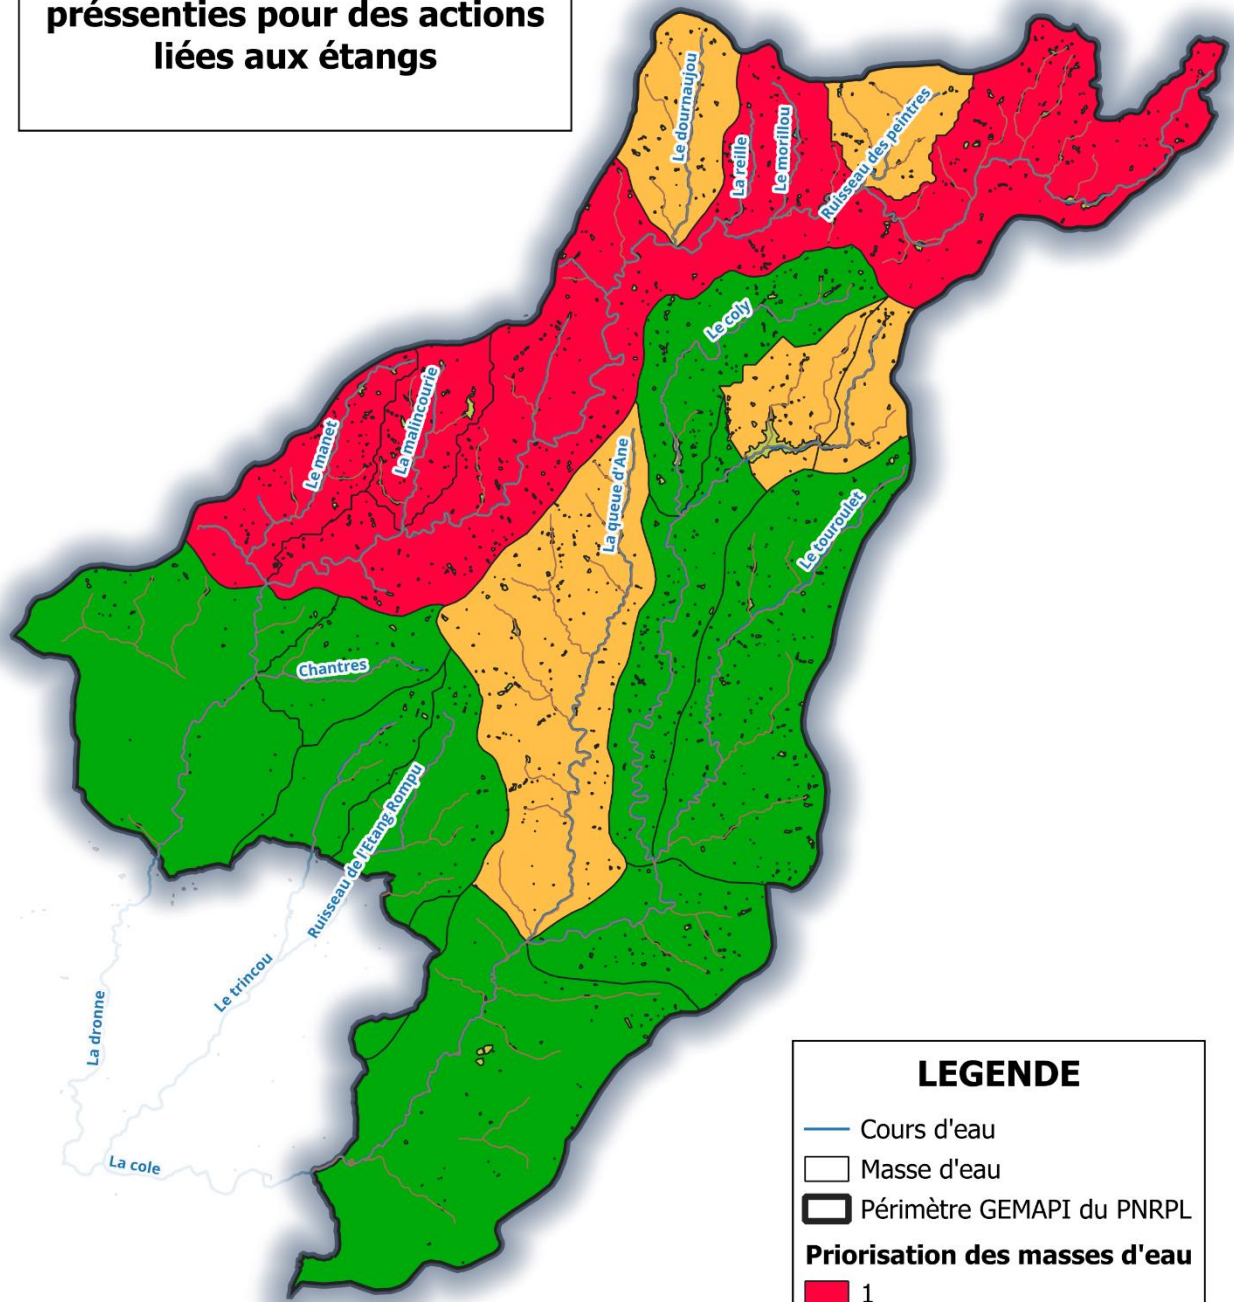 préssenties pour des actions
liées aux étangs
Le dournaujou
La reille
Le morillou
Ruisseau des peintres
Le coly
Le manet
La malincourie
La queue d'Ane
Le touroulet
Chantres
Ruisseau de l'Etang Rompu
Le trincou
La dronne
La cole
LEGENDE
Cours d'eau
Masse d'eau
Périmètre GEMAPI du PNRPL
Priorisation des masses d'eau
1